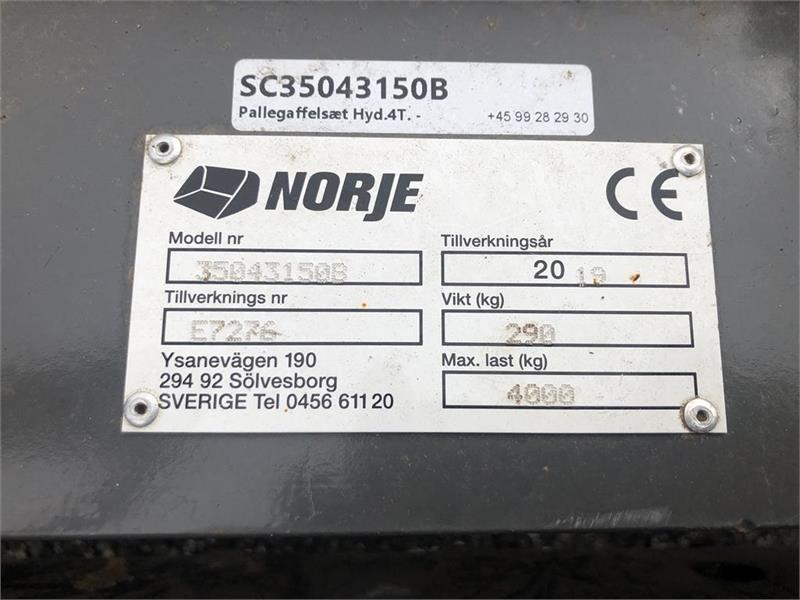 SC35043150B
Pallegaffelsæt Hyd.4T. - +45 99 28 29 30
NORJE CE
Modell nr
35043150B
Tillverkningsår
20 19
Tillverknings nr
E7276
Vikt (kg)
290
Max. last (kg)
4000
Ysanevägen 190
294 92 Sölvesborg
SVERIGE Tel 0456 611 20